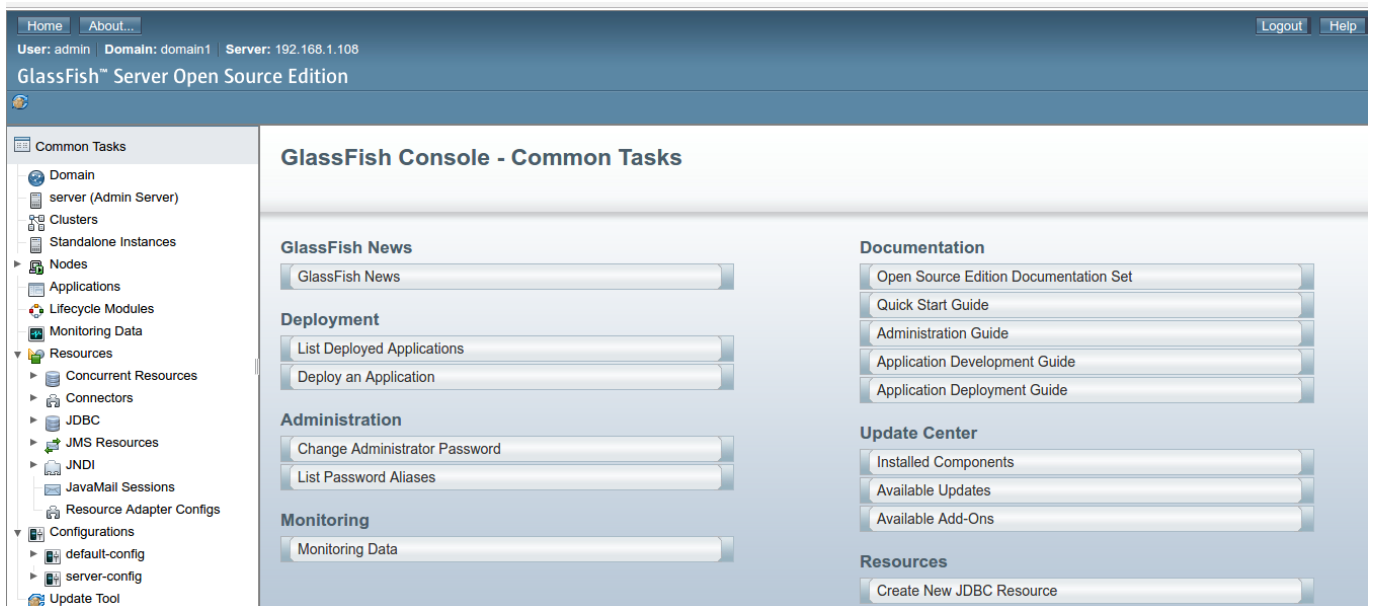 Home About... Logout Help
User: admin Domain: domain1 Server: 192.168.1.108
GlassFish™ Server Open Source Edition
Common Tasks
Domain
server (Admin Server)
Clusters
Standalone Instances
Nodes
Applications
Lifecycle Modules
Monitoring Data
Resources
Concurrent Resources
Connectors
JDBC
JMS Resources
JNDI
JavaMail Sessions
Resource Adapter Configs
Configurations
default-config
server-config
Update Tool
GlassFish Console - Common Tasks
GlassFish News
GlassFish News
Deployment
List Deployed Applications
Deploy an Application
Administration
Change Administrator Password
List Password Aliases
Monitoring
Monitoring Data
Documentation
Open Source Edition Documentation Set
Quick Start Guide
Administration Guide
Application Development Guide
Application Deployment Guide
Update Center
Installed Components
Available Updates
Available Add-Ons
Resources
Create New JDBC Resource